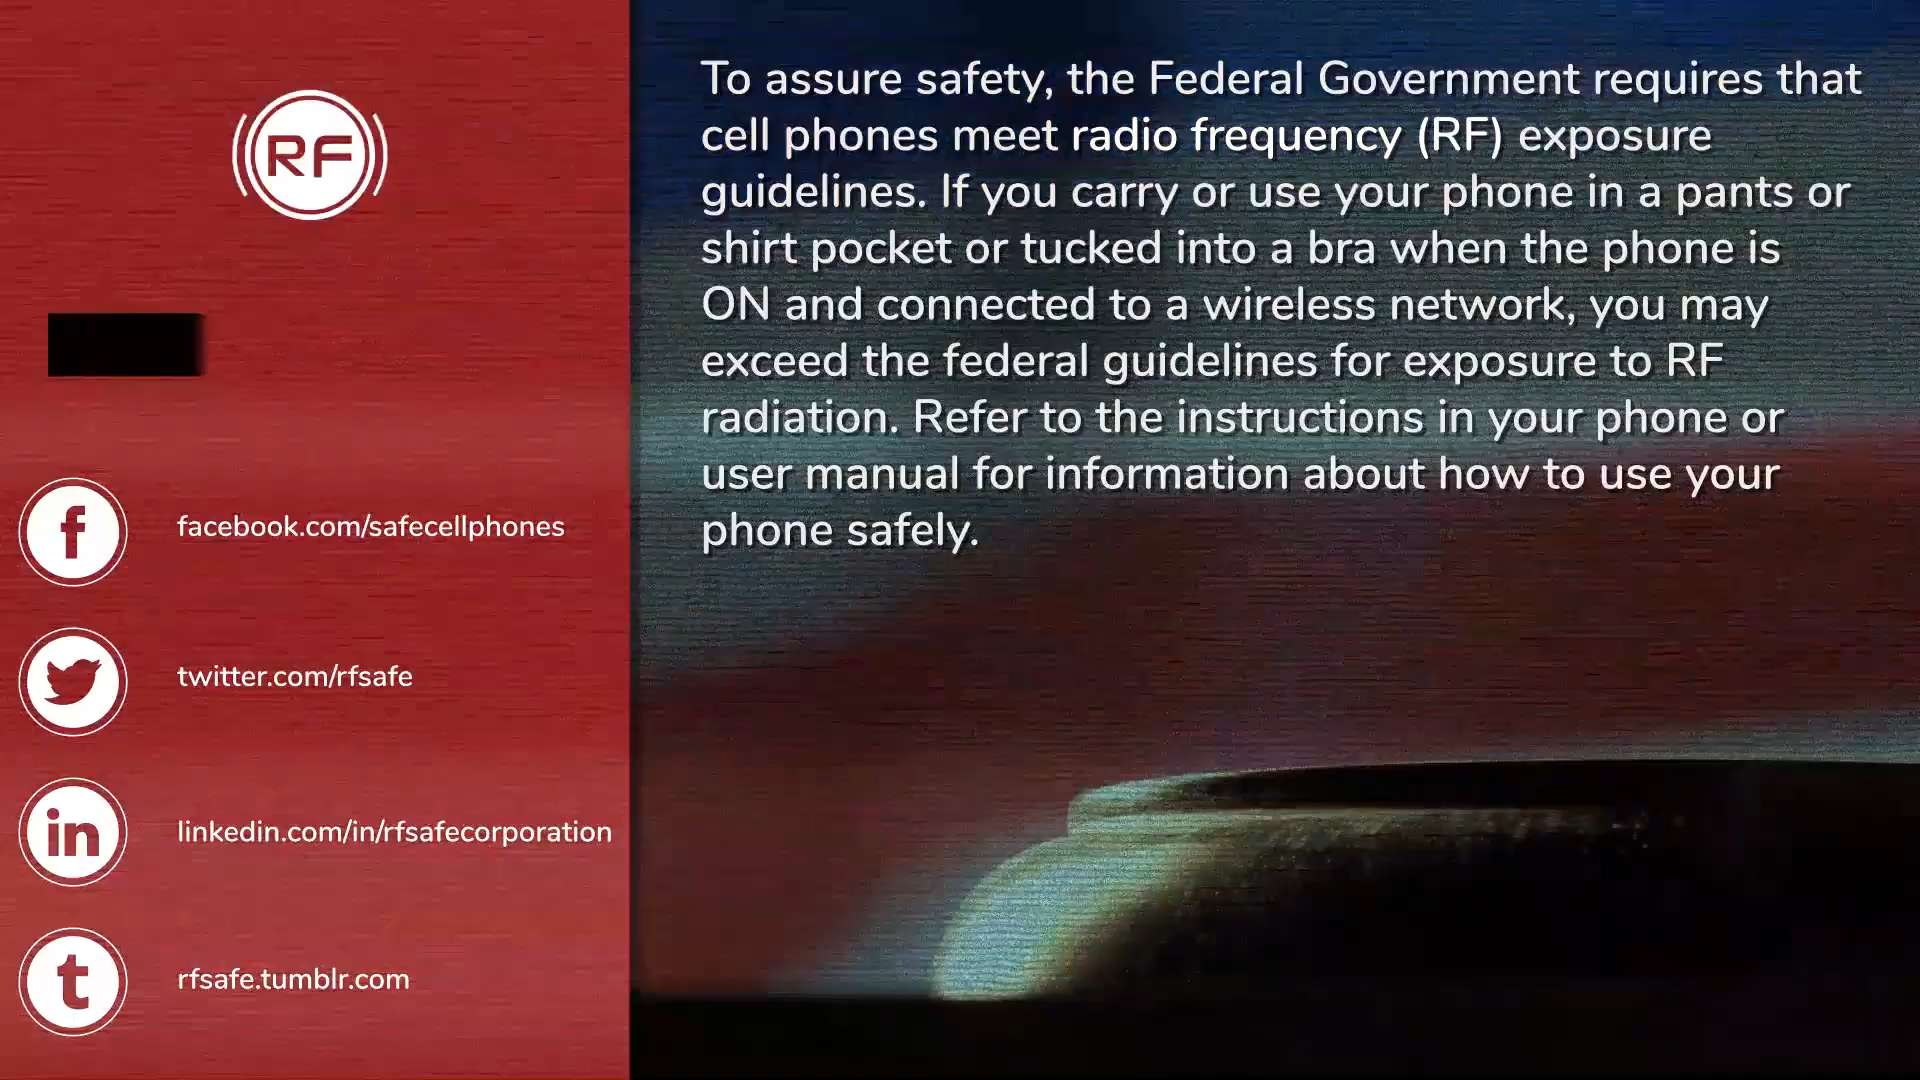 RF
facebook.com/safecellphones
twitter.com/rfsafe
in
linkedin.com/in/rfsafecorporation
rfsafe.tumblr.com
To assure safety, the Federal Government requires that
cell phones meet radio frequency (RF) exposure
guidelines. If you carry or use your phone in a pants or
shirt pocket or tucked into a bra when the phone is
ON and connected to a wireless network, you may
exceed the federal guidelines for exposure to RF
radiation. Refer to the instructions in your phone or
user manual for information about how to use your
phone safely.